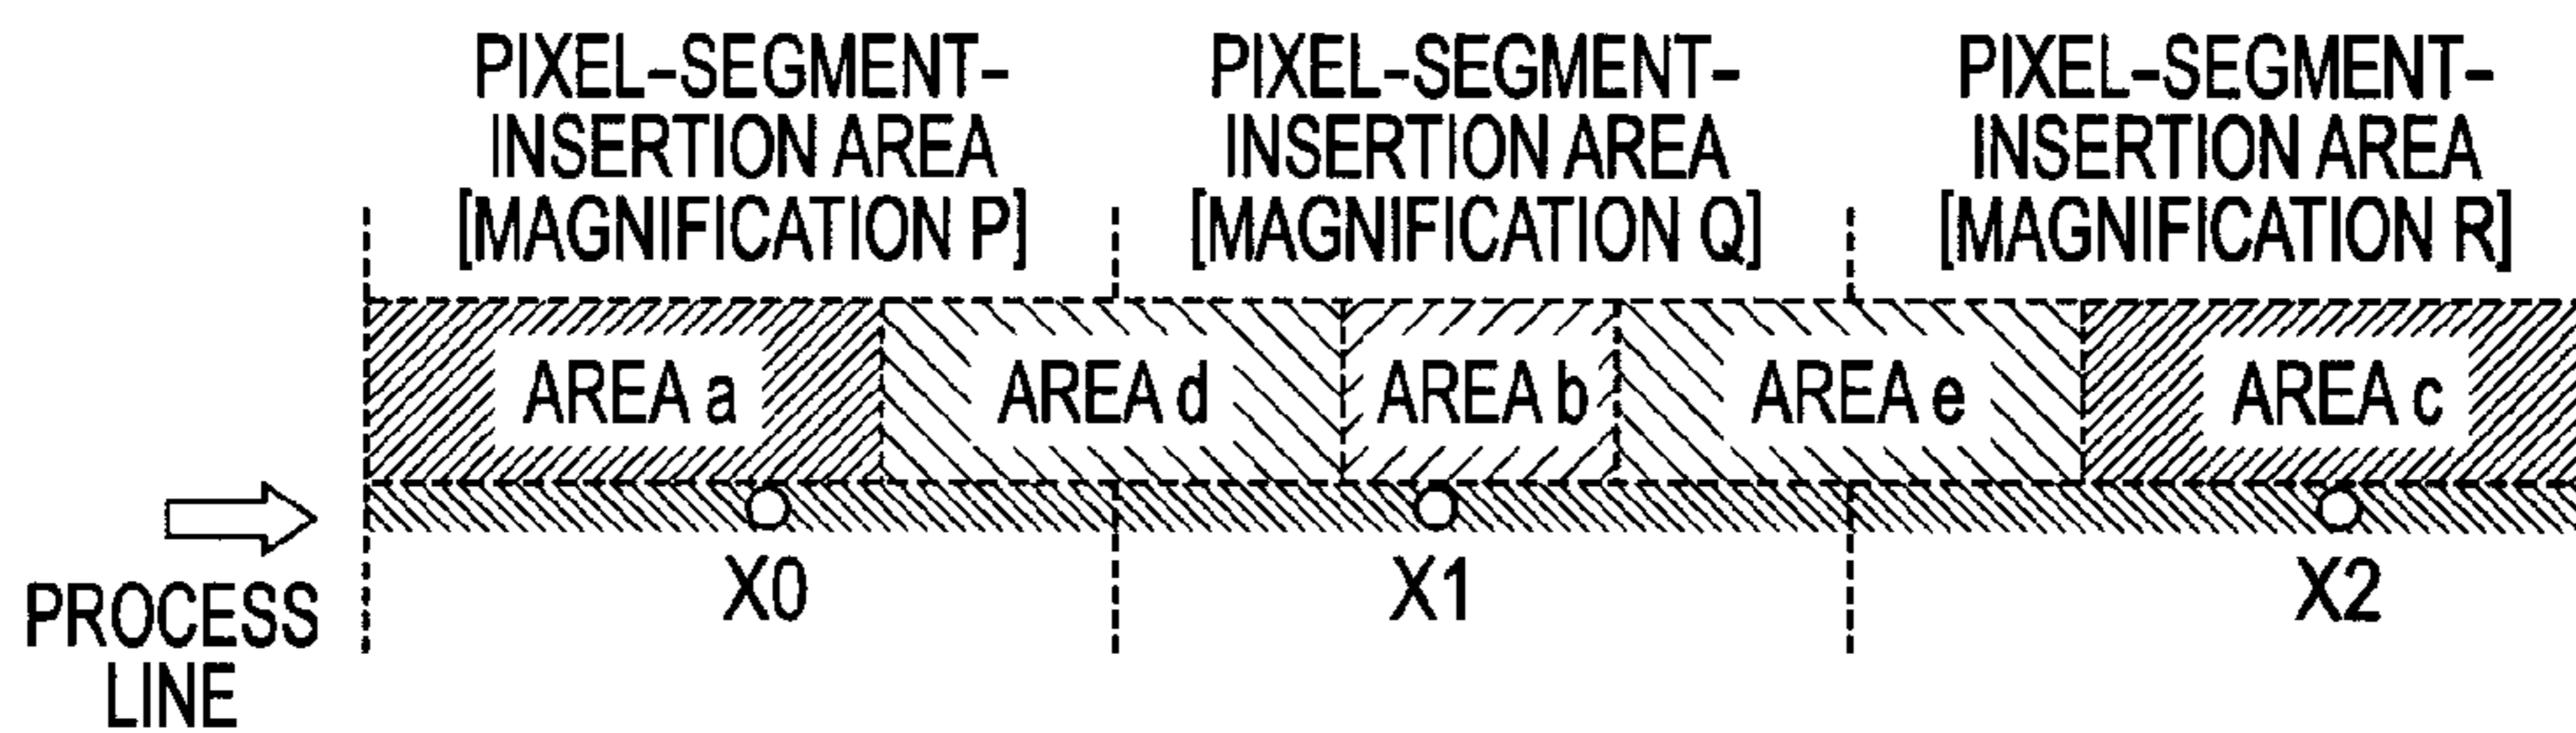 PIXEL-SEGMENT-
INSERTION AREA
[MAGNIFICATION P]
PIXEL-SEGMENT-
INSERTION AREA
[MAGNIFICATION Q]
PIXEL-SEGMENT-
INSERTION AREA
[MAGNIFICATION R]
AREA a
AREA d
AREA b
AREA e
AREA c
PROCESS
LINE
X0
X1
X2